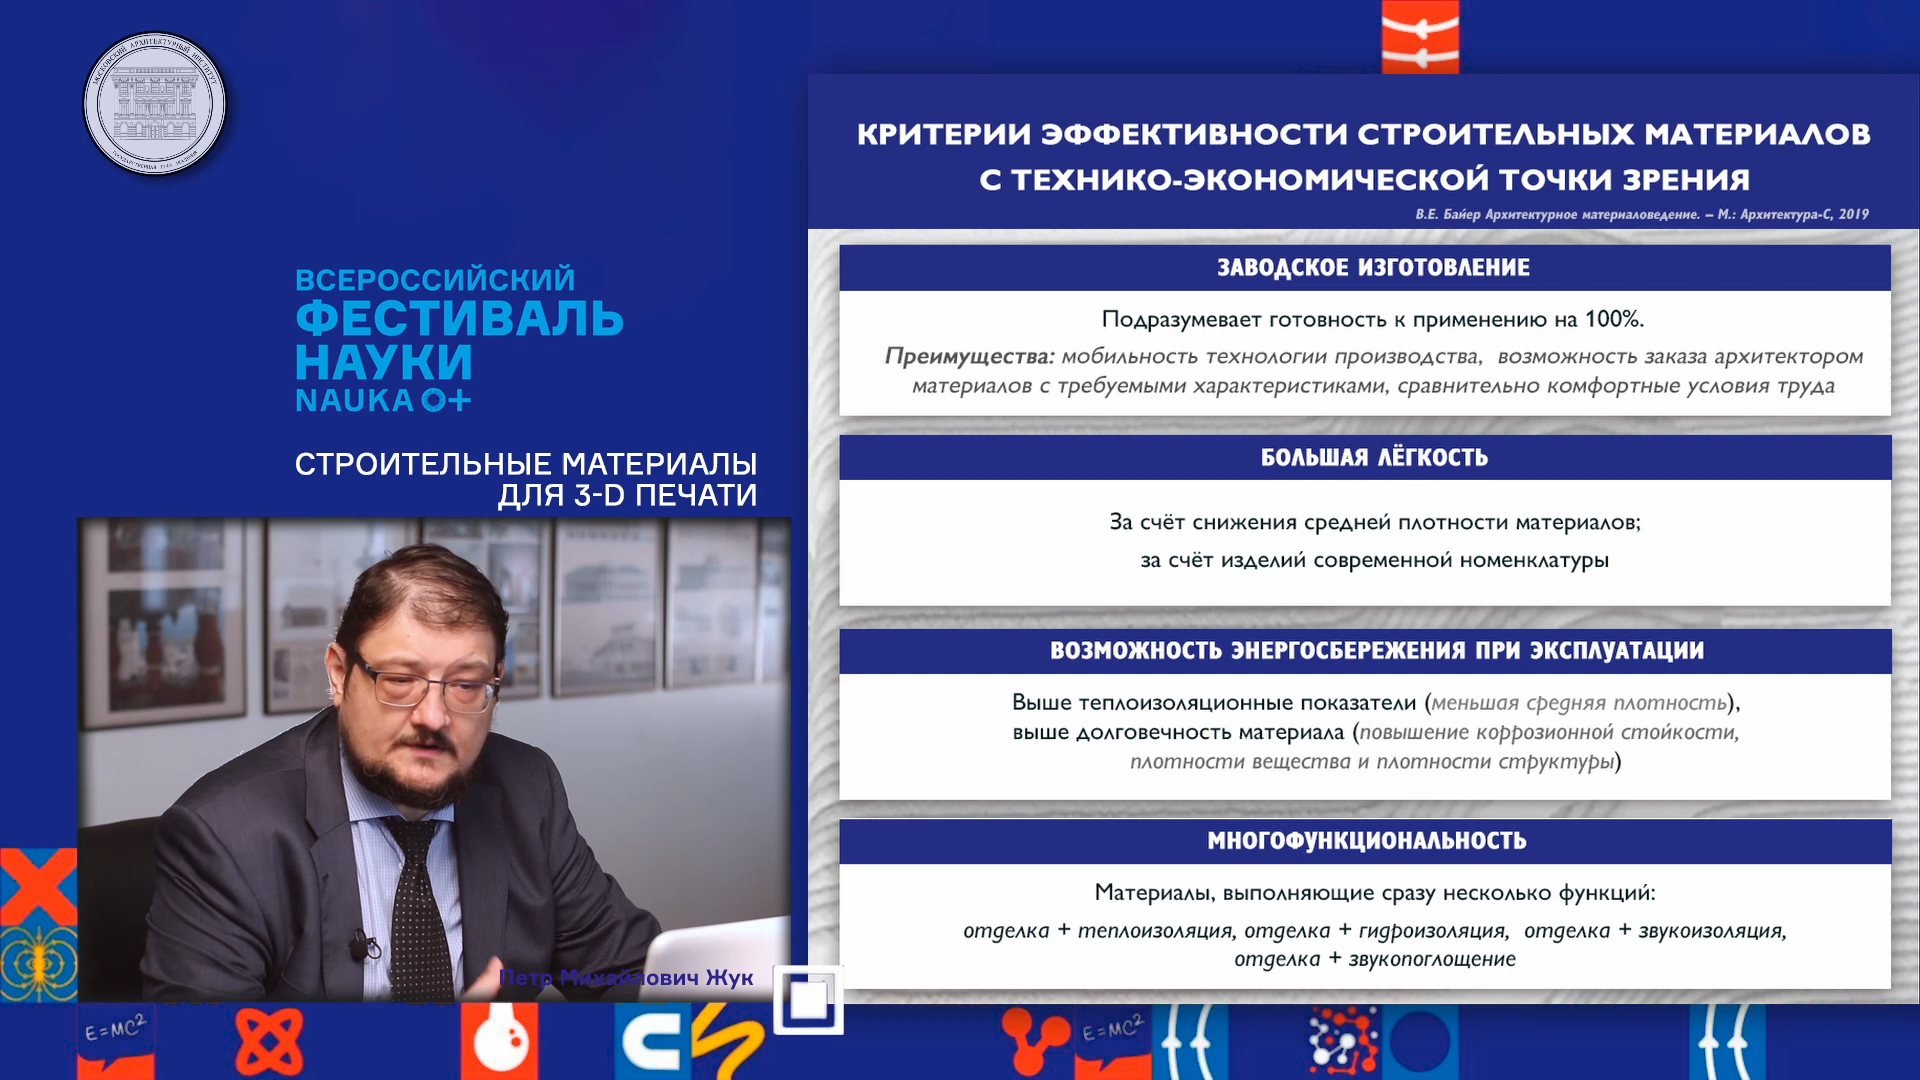 МОСКОВСКИЙ АРХИТЕКТУРНЫЙ ИНСТИТУТ
ВСЕРОССИЙСКИЙ
ФЕСТИВАЛЬ
НАУКИ
NAUKA 0+
СТРОИТЕЛЬНЫЕ МАТЕРИАЛЫ
ДЛЯ 3-D ПЕЧАТИ
Петр Михайлович Жук
КРИТЕРИИ ЭФФЕКТИВНОСТИ СТРОИТЕЛЬНЫХ МАТЕРИАЛОВ
С ТЕХНИКО-ЭКОНОМИЧЕСКОЙ ТОЧКИ ЗРЕНИЯ
В.Е. Байер Архитектурное материаловедение. – М.: Архитектура-С, 2019
ЗАВОДСКОЕ ИЗГОТОВЛЕНИЕ
Подразумевает готовность к применению на 100%.
Преимущества: мобильность технологии производства, возможность заказа архитектором
материалов с требуемыми характеристиками, сравнительно комфортные условия труда
БОЛЬШАЯ ЛЁГКОСТЬ
За счёт снижения средней плотности материалов;
за счёт изделий современной номенклатуры
ВОЗМОЖНОСТЬ ЭНЕРГОСБЕРЕЖЕНИЯ ПРИ ЭКСПЛУАТАЦИИ
Выше теплоизоляционные показатели (меньшая средняя плотность),
выше долговечность материала (повышение коррозионной стойкости,
плотности вещества и плотности структуры)
МНОГОФУНКЦИОНАЛЬНОСТЬ
Материалы, выполняющие сразу несколько функций:
отделка + теплоизоляция, отделка + гидроизоляция, отделка + звукоизоляция,
отделка + звукопоглощение
E=MC²
E=MC²